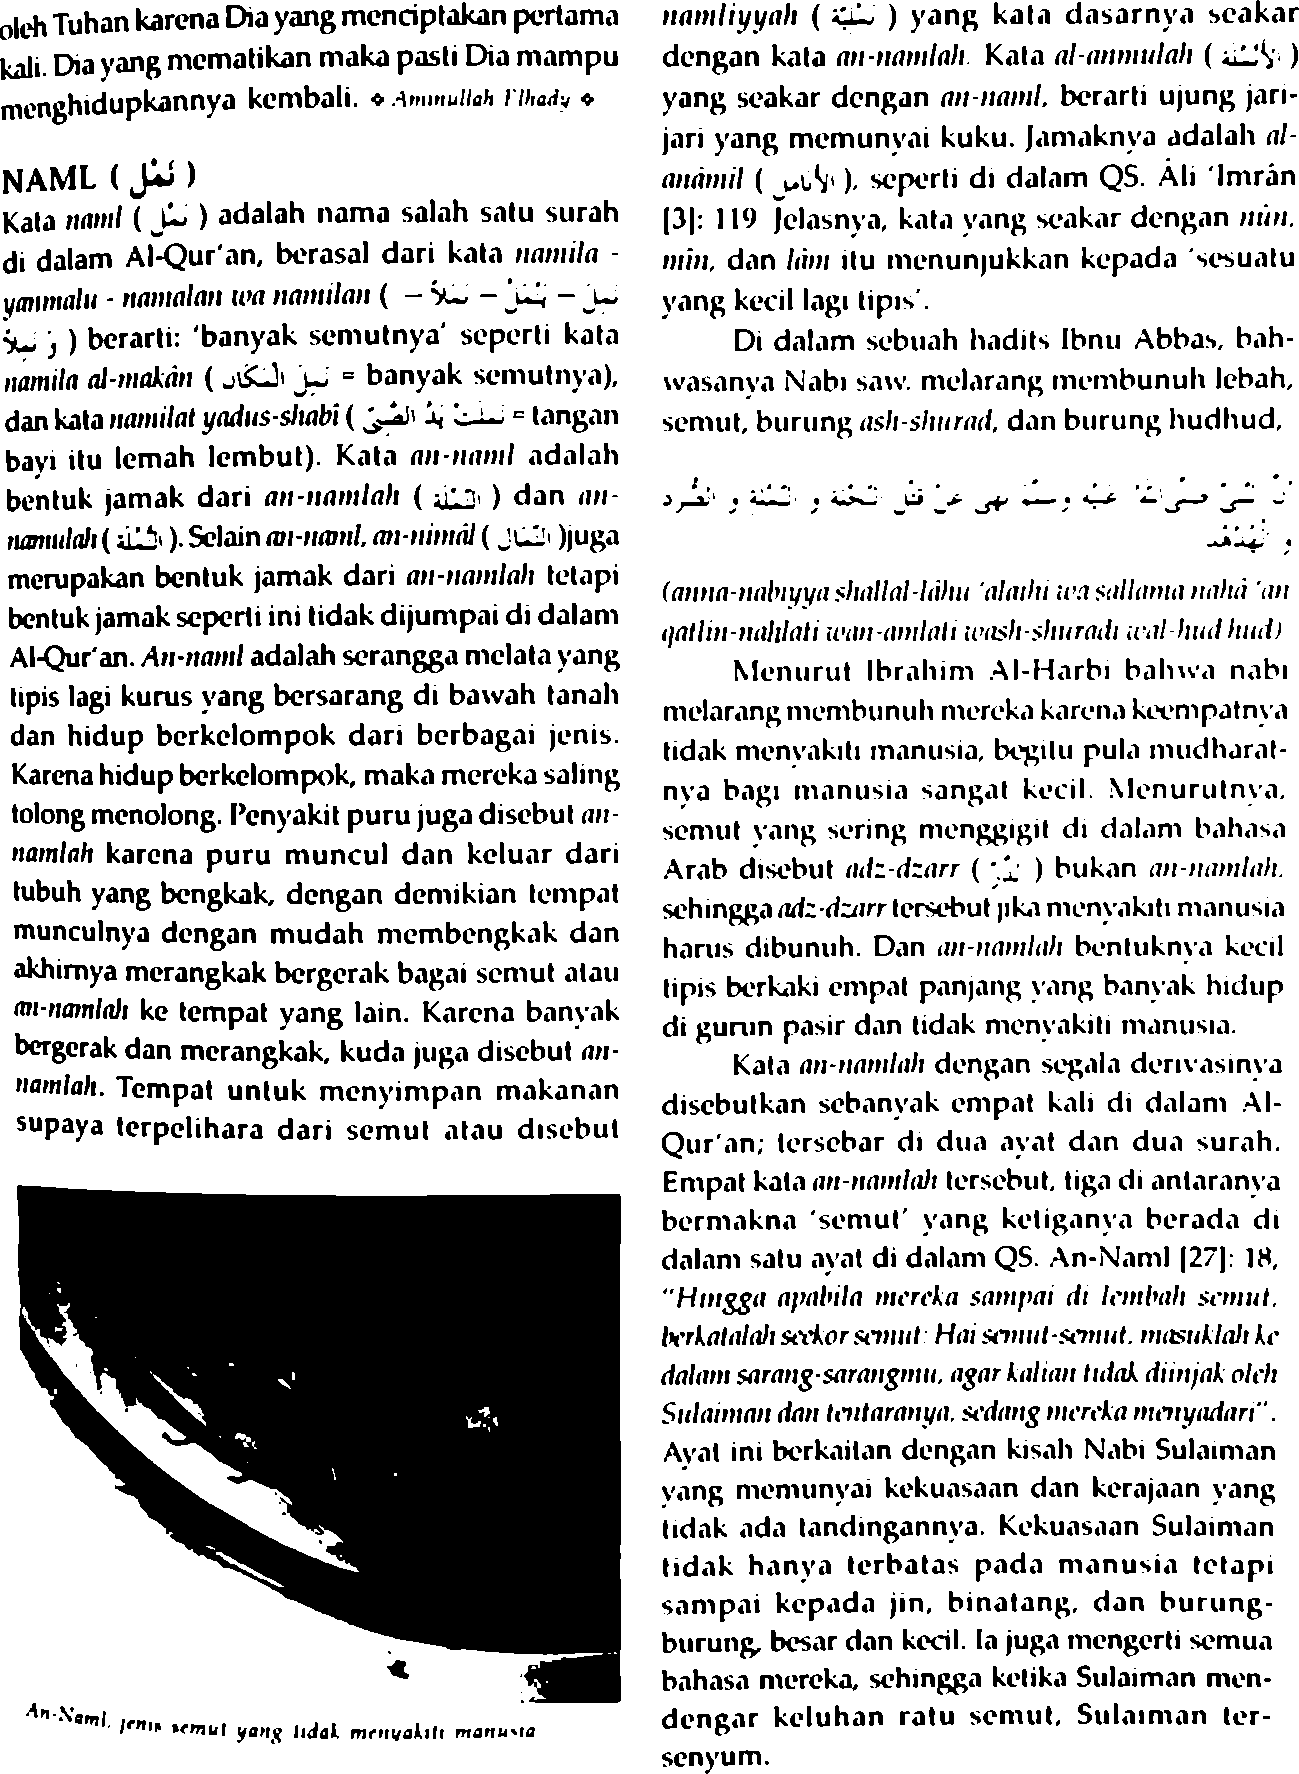 oleh Tuhan karena Dia yang menciptakan pertama
kali. Dia yang mematikan maka pasti Dia mampu
menghidupkannya kembali. ❖ Aminullah Elhady ❖
NAML ( نَمْل )
Kata naml ( نَمْل ) adalah nama salah satu surah
di dalam Al-Qur'an, berasal dari kata namila -
yanmalu - namalan wa namilan ( نَمِلَ – يَنْمَلُ – نَمَلاً –
وَ نَمِلاً ) berarti: 'banyak semutnya' seperti kata
namila al-makân ( نَمِلَ الْمَكَان = banyak semutnya),
dan kata namilat yadus-shabî ( نَمِلَتْ يَدُ الصَّبِيّ = tangan
bayi itu lemah lembut). Kata an-naml adalah
bentuk jamak dari an-namlah ( النَّمْلَة ) dan an-
namulah ( النَّمُلَة ). Selain an-naml, an-nimâl ( النِّمَال )juga
merupakan bentuk jamak dari an-namlah tetapi
bentuk jamak seperti ini tidak dijumpai di dalam
Al-Qur'an. An-naml adalah serangga melata yang
tipis lagi kurus yang bersarang di bawah tanah
dan hidup berkelompok dari berbagai jenis.
Karena hidup berkelompok, maka mereka saling
tolong menolong. Penyakit puru juga disebut an-
namlah karena puru muncul dan keluar dari
tubuh yang bengkak, dengan demikian tempat
munculnya dengan mudah membengkak dan
akhirnya merangkak bergerak bagai semut atau
an-namlah ke tempat yang lain. Karena banyak
bergerak dan merangkak, kuda juga disebut an-
namlah. Tempat untuk menyimpan makanan
supaya terpelihara dari semut atau disebut
An-Naml, jenis semut yang tidak menyakiti manusia
namliyyah ( نَمْلِيَّة ) yang kata dasarnya seakar
dengan kata an-namlah. Kata al-anmulah ( الأَنْمُلَة )
yang seakar dengan an-naml, berarti ujung jari-
jari yang memunyai kuku. Jamaknya adalah al-
anâmil ( الأَنَامِل ), seperti di dalam QS. Âli 'Imrân
[3]: 119 Jelasnya, kata yang seakar dengan nûn,
mîn, dan lâm itu menunjukkan kepada 'sesuatu
yang kecil lagi tipis'.
Di dalam sebuah hadits Ibnu Abbas, bah-
wasanya Nabi saw. melarang membunuh lebah,
semut, burung ash-shurad, dan burung hudhud,
أَنَّ النَّبِيَّ صَلَّى اللَّهُ عَلَيْهِ وَسَلَّمَ نَهَى عَنْ قَتْلِ النَّحْلَةِ وَ النَّمْلَةِ وَ الصُّرَدِ
وَ الْهُدْهُدِ
(anna-nabiyya shallal-lâhu 'alaihi wa sallama nahâ 'an
qatlin-nahlati wan-amlati wash-shuradi wal-hud hud)
Menurut Ibrahim Al-Harbi bahwa nabi
melarang membunuh mereka karena keempatnya
tidak menyakiti manusia, begitu pula mudharat-
nya bagi manusia sangat kecil. Menurutnya,
semut yang sering menggigit di dalam bahasa
Arab disebut adz-dzarr ( ) bukan an-namlah,
sehingga adz-dzarr tersebut jika menyakiti manusia
harus dibunuh. Dan an-namlah bentuknya kecil
tipis berkaki empat panjang yang banyak hidup
di gurun pasir dan tidak menyakiti manusia.
Kata an-namlah dengan segala derivasinya
disebutkan sebanyak empat kali di dalam Al-
Qur'an; tersebar di dua ayat dan dua surah.
Empat kata an-namlah tersebut, tiga di antaranya
bermakna 'semut' yang ketiganya berada di
dalam satu ayat di dalam QS. An-Naml [27]: 18,
"Hingga apabila mereka sampai di lembah semut,
berkatalah seekor semut: Hai semut-semut, masuklah ke
dalam sarang-sarangmu, agar kalian tidak diinjak oleh
Sulaiman dan tentaranya, sedang mereka menyadari".
Ayat ini berkaitan dengan kisah Nabi Sulaiman
yang memunyai kekuasaan dan kerajaan yang
tidak ada tandingannya. Kekuasaan Sulaiman
tidak hanya terbatas pada manusia tetapi
sampai kepada jin, binatang, dan burung-
burung, besar dan kecil. Ia juga mengerti semua
bahasa mereka, sehingga ketika Sulaiman men-
dengar keluhan ratu semut, Sulaiman ter-
senyum.